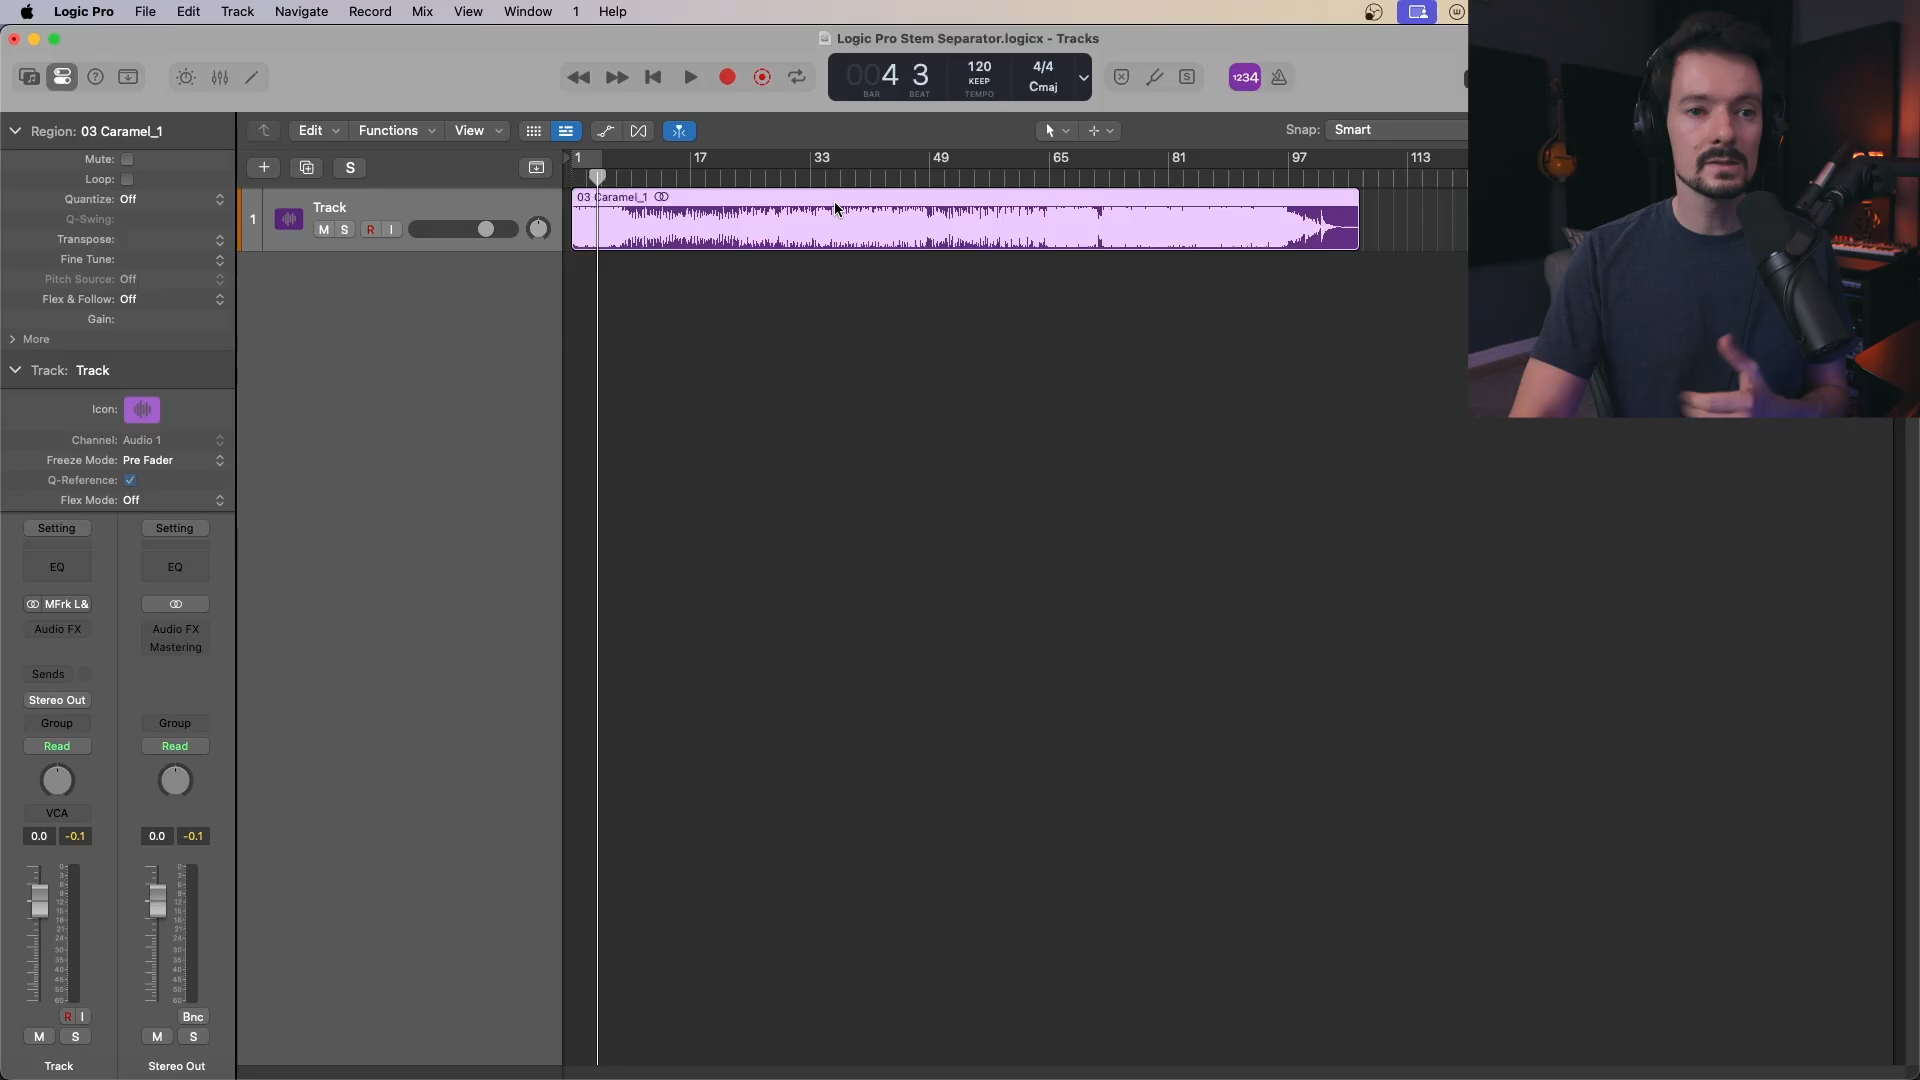 Logic Pro File Edit Track Navigate Record Mix View Window 1 Help
Logic Pro Stem Separator.logicx - Tracks
004 3
BAR BEAT
120
KEEP
TEMPO
4/4
Cmaj
S
1234
Region: 03 Caramel_1
Mute:
Loop:
Quantize: Off
Q-Swing:
Transpose:
Fine Tune:
Pitch Source: Off
Flex & Follow: Off
Gain:
More
Track: Track
Icon:
Channel: Audio 1
Freeze Mode: Pre Fader
Q-Reference:
Flex Mode: Off
Edit Functions View
Snap: Smart
S
1 17 33 49 65 81 97 113
1
Track
M S R I
03 Caramel_1
Setting Setting
EQ EQ
MFrk L&
Audio FX Audio FX
Mastering
Sends
Stereo Out
Group Group
Read Read
VCA
0.0 -0.1 0.0 -0.1
R I Bnc
M S M S
Track Stereo Out